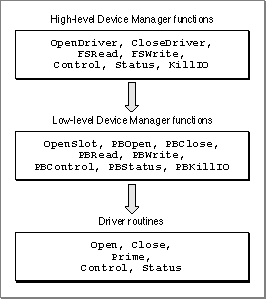 High-level Device Manager functions
OpenDriver, CloseDriver,
FSRead, FSWrite,
Control, Status, KillIO
Low-level Device Manager functions
OpenSlot, PBOpen, PBClose,
PBRead, PBWrite,
PBControl, PBStatus, PBKillIO
Driver routines
Open, Close,
Prime,
Control, Status